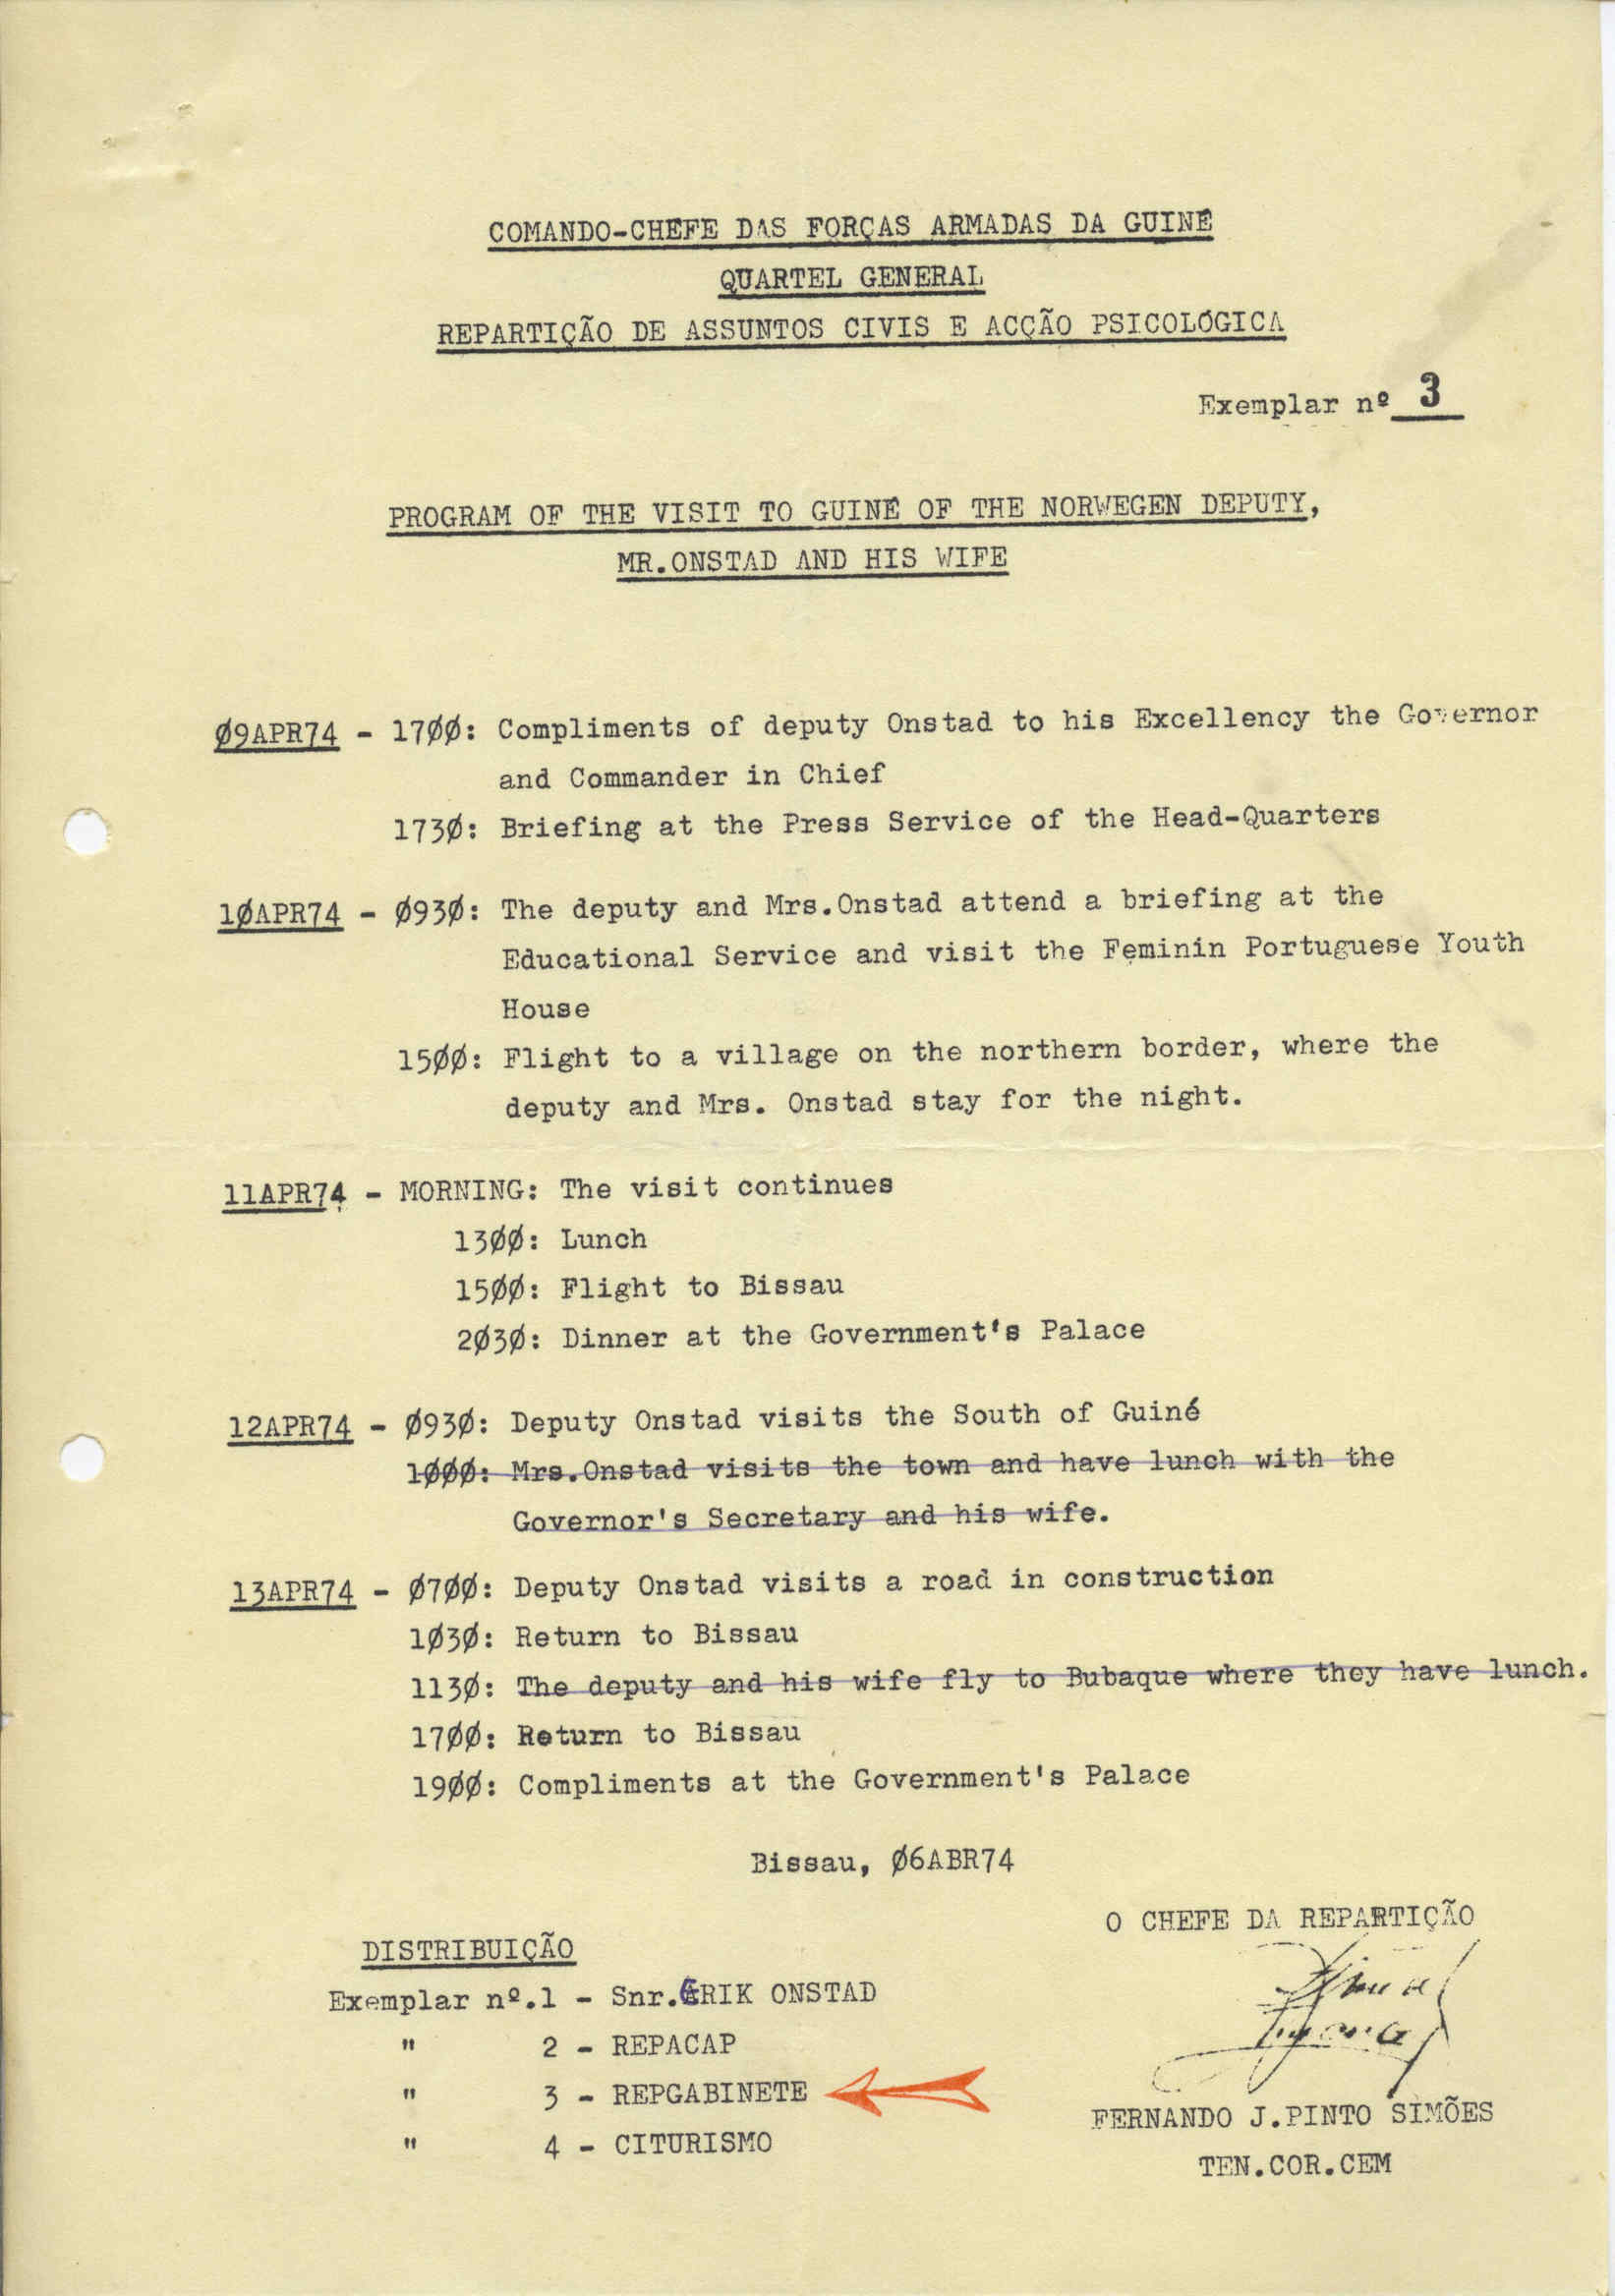 COMANDO-CHEFE DAS FORÇAS ARMADAS DA GUINÉ
QUARTEL GENERAL
REPARTIÇÃO DE ASSUNTOS CIVIS E ACÇÃO PSICOLÓGICA
Exemplar nº 3
PROGRAM OF THE VISIT TO GUINÉ OF THE NORWEGEN DEPUTY,
MR.ONSTAD AND HIS WIFE
Ø9APR74 - 17ØØ: Compliments of deputy Onstad to his Excellency the Governor
and Commander in Chief
173Ø: Briefing at the Press Service of the Head-Quarters
1ØAPR74 - Ø93Ø: The deputy and Mrs.Onstad attend a briefing at the
Educational Service and visit the Feminin Portuguese Youth
House
15ØØ: Flight to a village on the northern border, where the
deputy and Mrs. Onstad stay for the night.
11APR74 - MORNING: The visit continues
13ØØ: Lunch
15ØØ: Flight to Bissau
2Ø3Ø: Dinner at the Government's Palace
12APR74 - Ø93Ø: Deputy Onstad visits the South of Guiné
1ØØØ: Mrs.Onstad visits the town and have lunch with the
Governor's Secretary and his wife.
13APR74 - Ø7ØØ: Deputy Onstad visits a road in construction
1Ø3Ø: Return to Bissau
113Ø: The deputy and his wife fly to Bubaque where they have lunch.
17ØØ: Return to Bissau
19ØØ: Compliments at the Government's Palace
Bissau, Ø6ABR74
O CHEFE DA REPARTIÇÃO
DISTRIBUIÇÃO
Exemplar nº.1 - Snr.ERIK ONSTAD
" 2 - REPACAP
" 3 - REPGABINETE
" 4 - CITURISMO
FERNANDO J.PINTO SIMÕES
TEN.COR.CEM